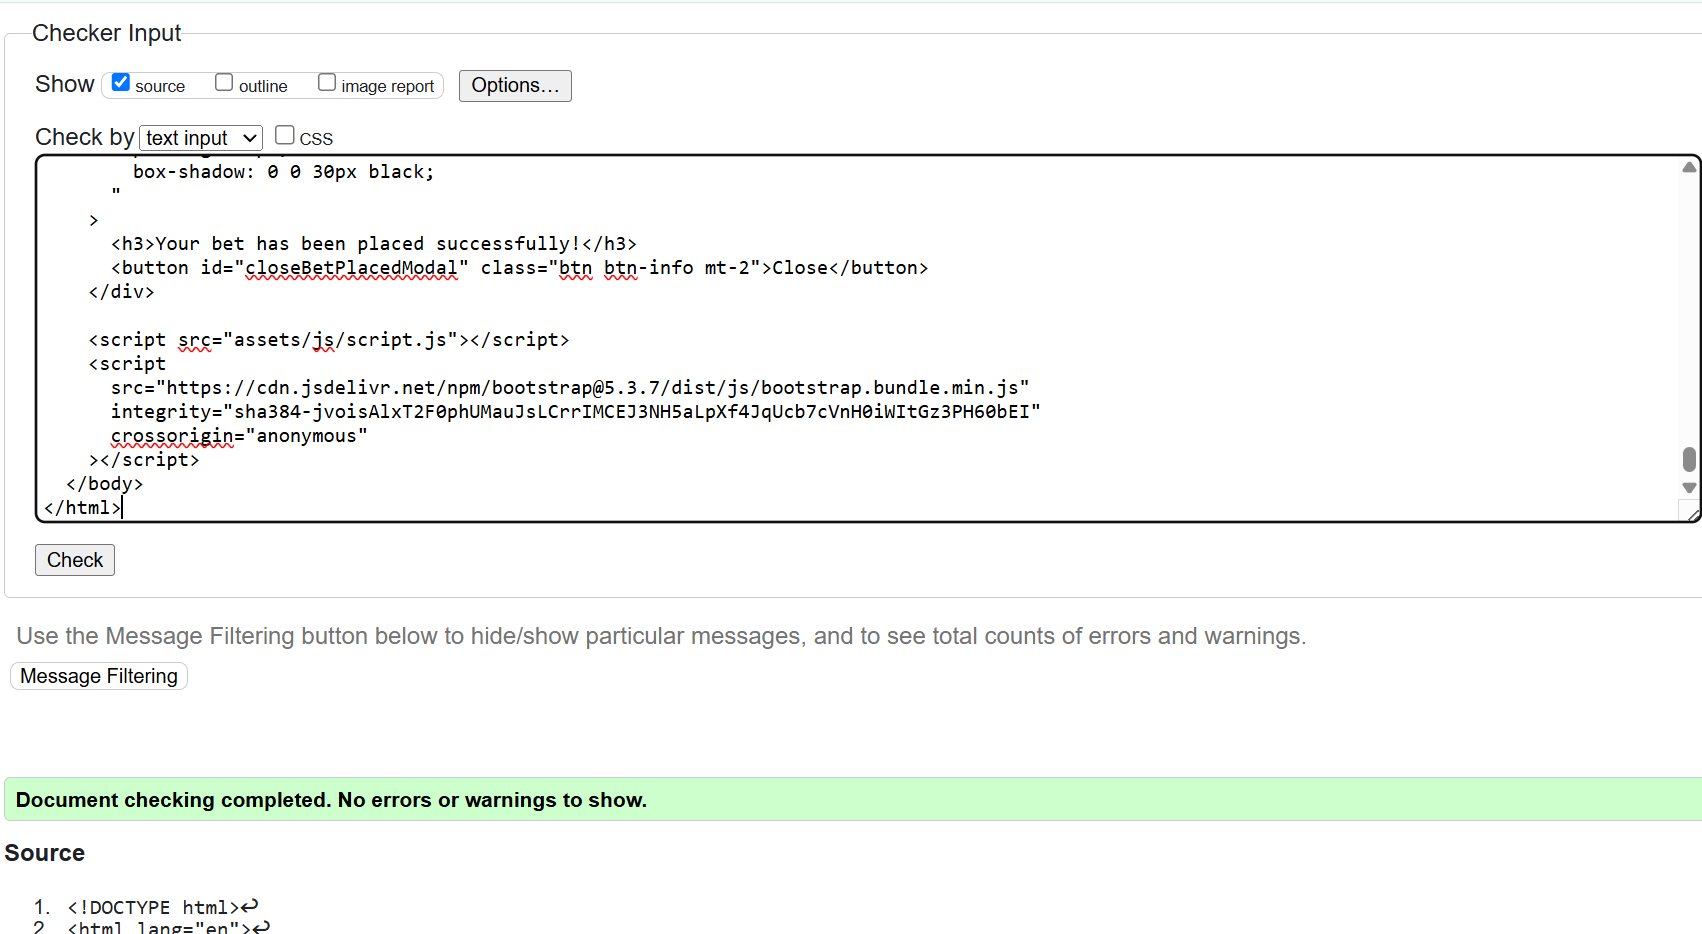 Checker Input
Show source outline image report Options...
Check by text input CSS
box-shadow: 0 0 30px black;
"
>
<h3>Your bet has been placed successfully!</h3>
<button id="closeBetPlacedModal" class="btn btn-info mt-2">Close</button>
</div>
<script src="assets/js/script.js"></script>
<script
src="https://cdn.jsdelivr.net/npm/bootstrap@5.3.7/dist/js/bootstrap.bundle.min.js"
integrity="sha384-jvoisAlxT2F0phUMauJsLCrrIMCEJ3NH5aLpXf4JqUcb7cVnH0iWItGz3PH60bEI"
crossorigin="anonymous"
></script>
</body>
</html>
Check
Use the Message Filtering button below to hide/show particular messages, and to see total counts of errors and warnings.
Message Filtering
Document checking completed. No errors or warnings to show.
Source
1. <!DOCTYPE html>↩
2 <html lang="en">↩